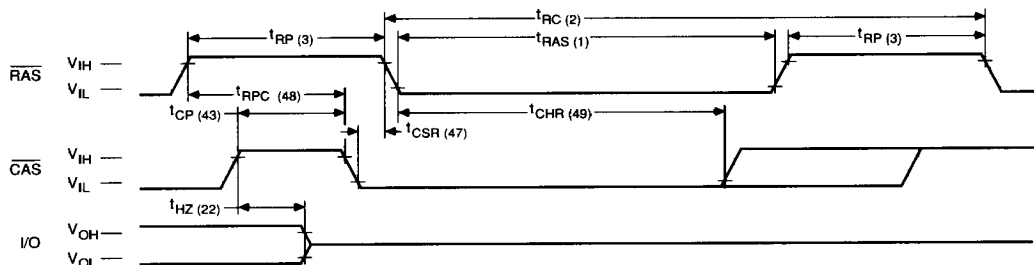 tRC (2)
tRP (3)
tRAS (1)
tRP (3)
RAS
VIH
VIL
tRPC (48)
tCP (43)
tCSR (47)
tCHR (49)
CAS
VIH
VIL
tHZ (22)
I/O
VOH
VOL